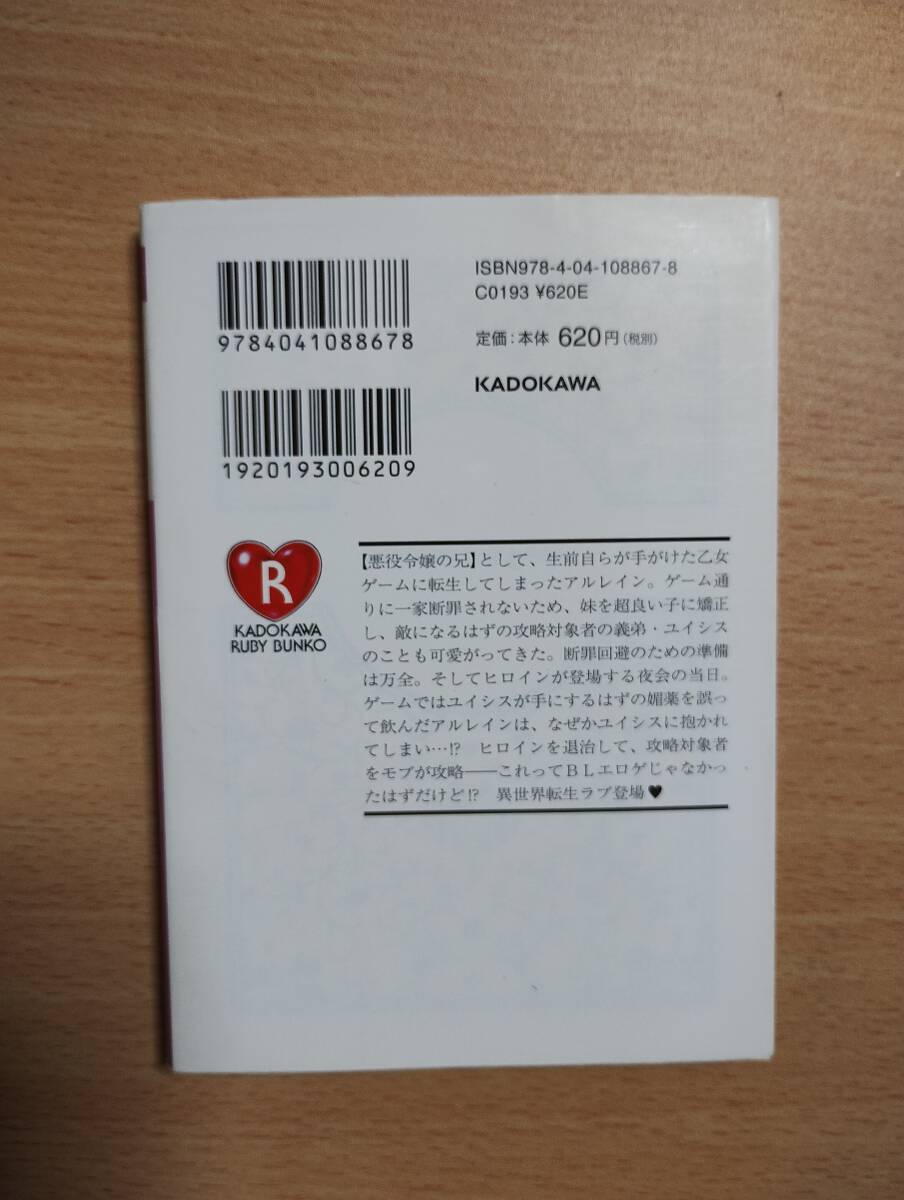 ISBN978-4-04-108867-8
C0193 ¥620E
9784041088678
定価：本体 620円（税別）
KADOKAWA
1920193006209
R
KADOKAWA
RUBY BUNKO
【悪役令嬢の兄】として、生前自らが手がけた乙女
ゲームに転生してしまったアルレイン。ゲーム通
りに一家断罪されないため、妹を超良い子に矯正
し、敵になるはずの攻略対象者の義弟・ユイシス
のことも可愛がってきた。断罪回避のための準備
は万全。そしてヒロインが登場する夜会の当日。
ゲームではユイシスが手にするはずの媚薬を誤っ
て飲んだアルレインは、なぜかユイシスに抱かれ
てしまい…!?　ヒロインを退治して、攻略対象者
をモブが攻略――これってＢＬエロゲじゃなかっ
たはずだけど!?　異世界転生ラブ登場♥